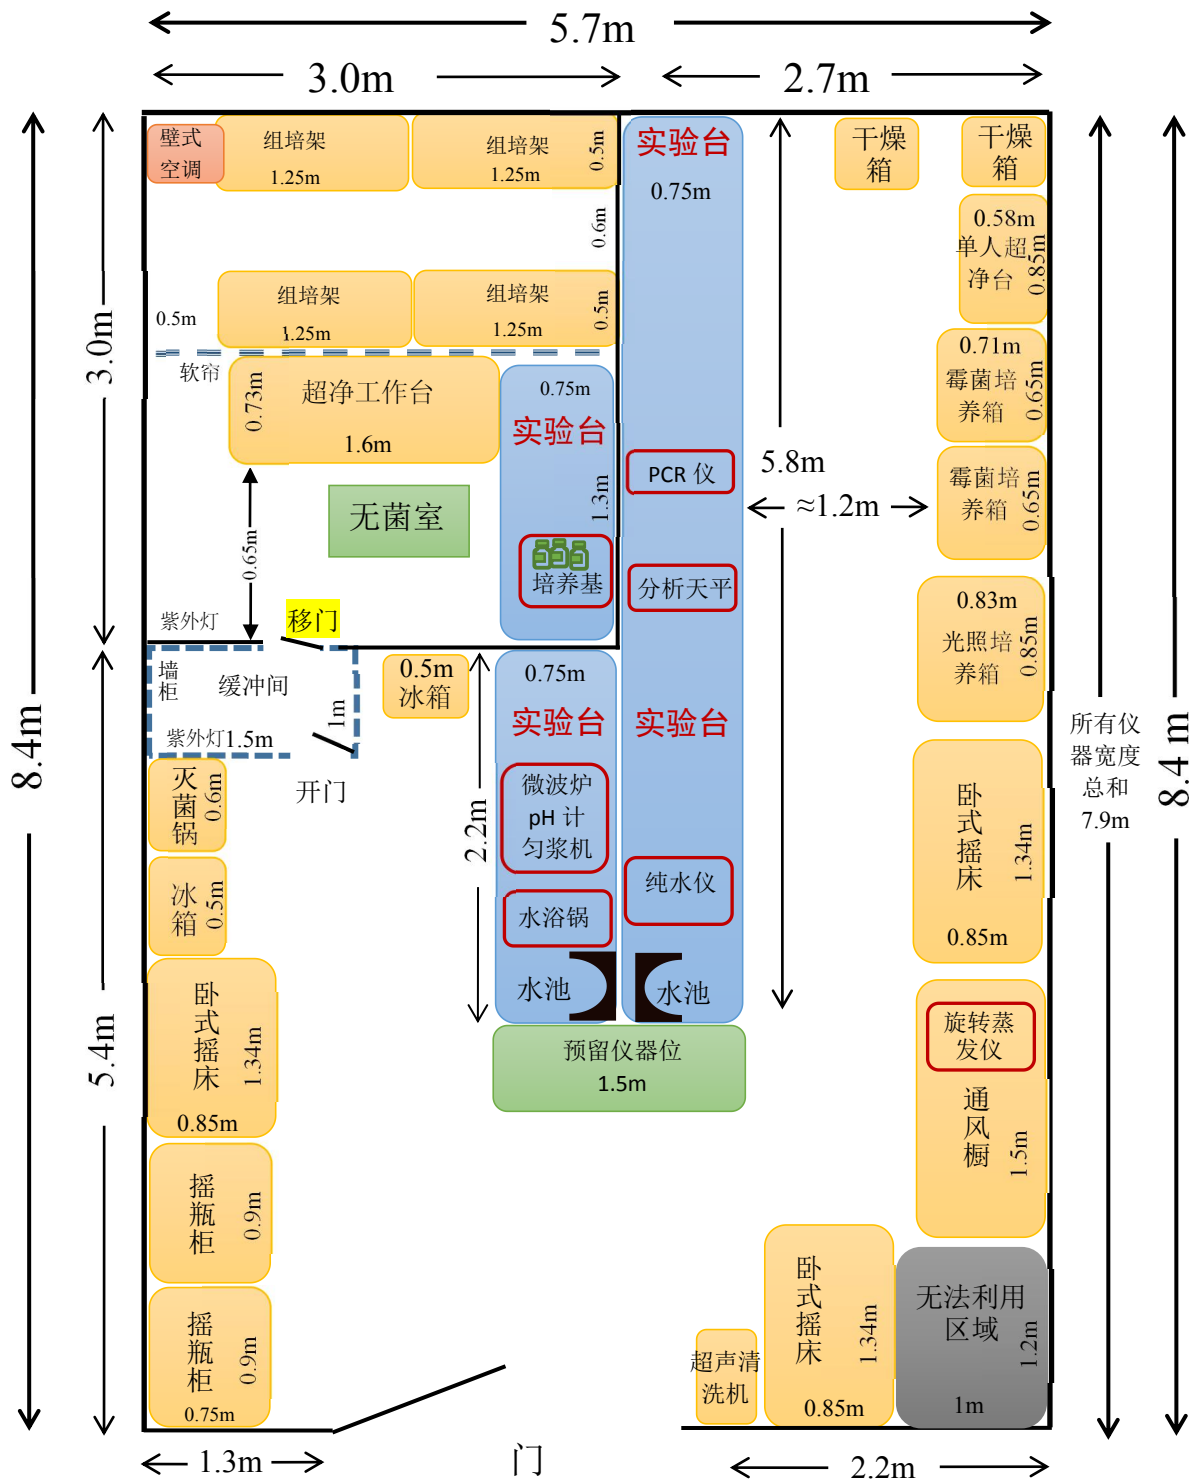 5.7m
3.0m
2.7m
壁式
空调
组培架
1.25m
组培架
1.25m
0.5m
实验台
0.75m
干燥
箱
干燥
箱
0.6m
0.58m
单人超
净台
0.85m
组培架
1.25m
组培架
1.25m
0.5m
0.5m
软帘
3.0m
0.73m
超净工作台
1.6m
0.75m
实验台
1.3m
0.71m
霉菌培
养箱
0.65m
5.8m
PCR 仪
霉菌培
养箱
0.65m
≈1.2m
无菌室
0.65m
培养基
分析天平
0.83m
光照培
养箱
0.85m
紫外灯
移门
墙
柜
缓冲间
1m
紫外灯1.5m
开门
0.5m
冰箱
0.75m
实验台
实验台
8.4m
8.4 m
所有仪
器宽度
总和
7.9m
灭
菌
锅
0.6m
2.2m
微波炉
pH 计
匀浆机
卧
式
摇
床
1.34m
0.85m
冰
箱
0.5m
水浴锅
纯水仪
水池
水池
5.4m
卧
式
摇
床
1.34m
0.85m
预留仪器位
1.5m
旋转蒸
发仪
通
风
橱
1.5m
摇
瓶
柜
0.9m
摇
瓶
柜
0.9m
0.75m
卧
式
摇
床
1.34m
0.85m
无法利用
区域
1.2m
1m
超声清
洗机
1.3m
门
2.2m